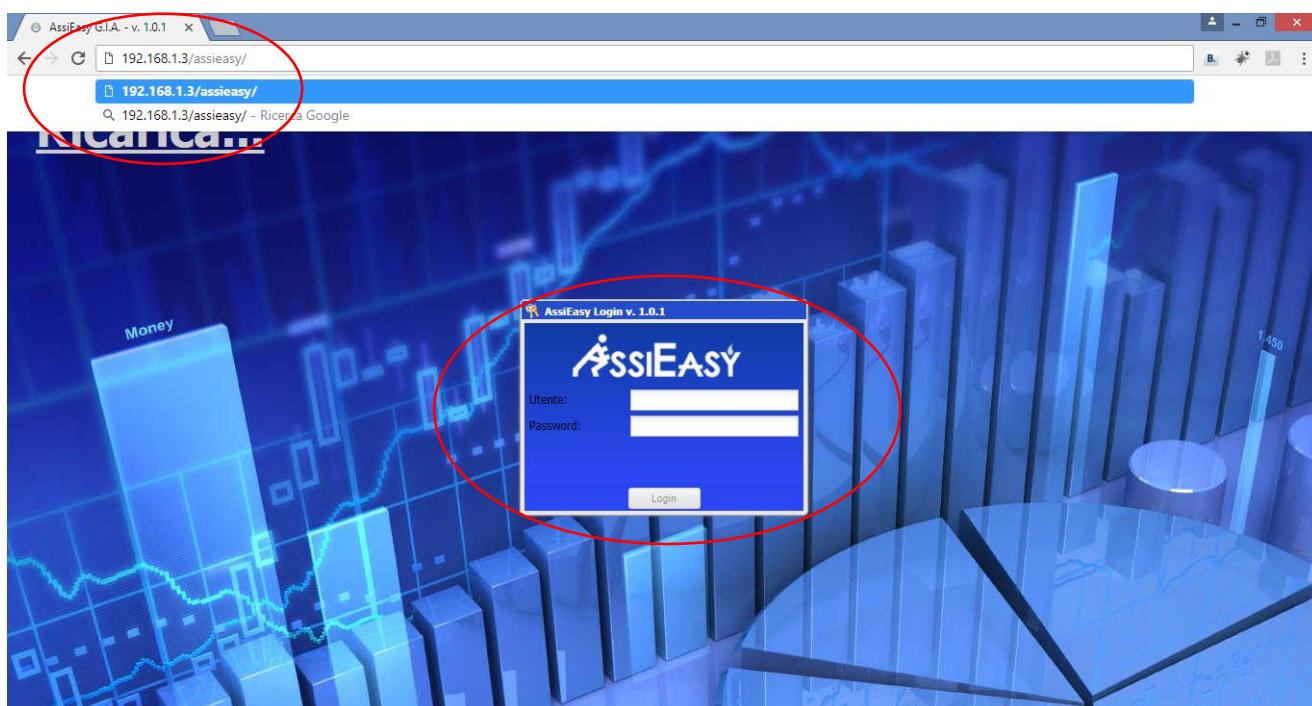 AssiEasy G.I.A. - v. 1.0.1
192.168.1.3/assieasy/
B.
192.168.1.3/assieasy/
192.168.1.3/assieasy/ - Ricerca Google
Ricarica...
Money
1.450
AssiEasy Login v. 1.0.1
ASSIEASY
Utente:
Password:
Login